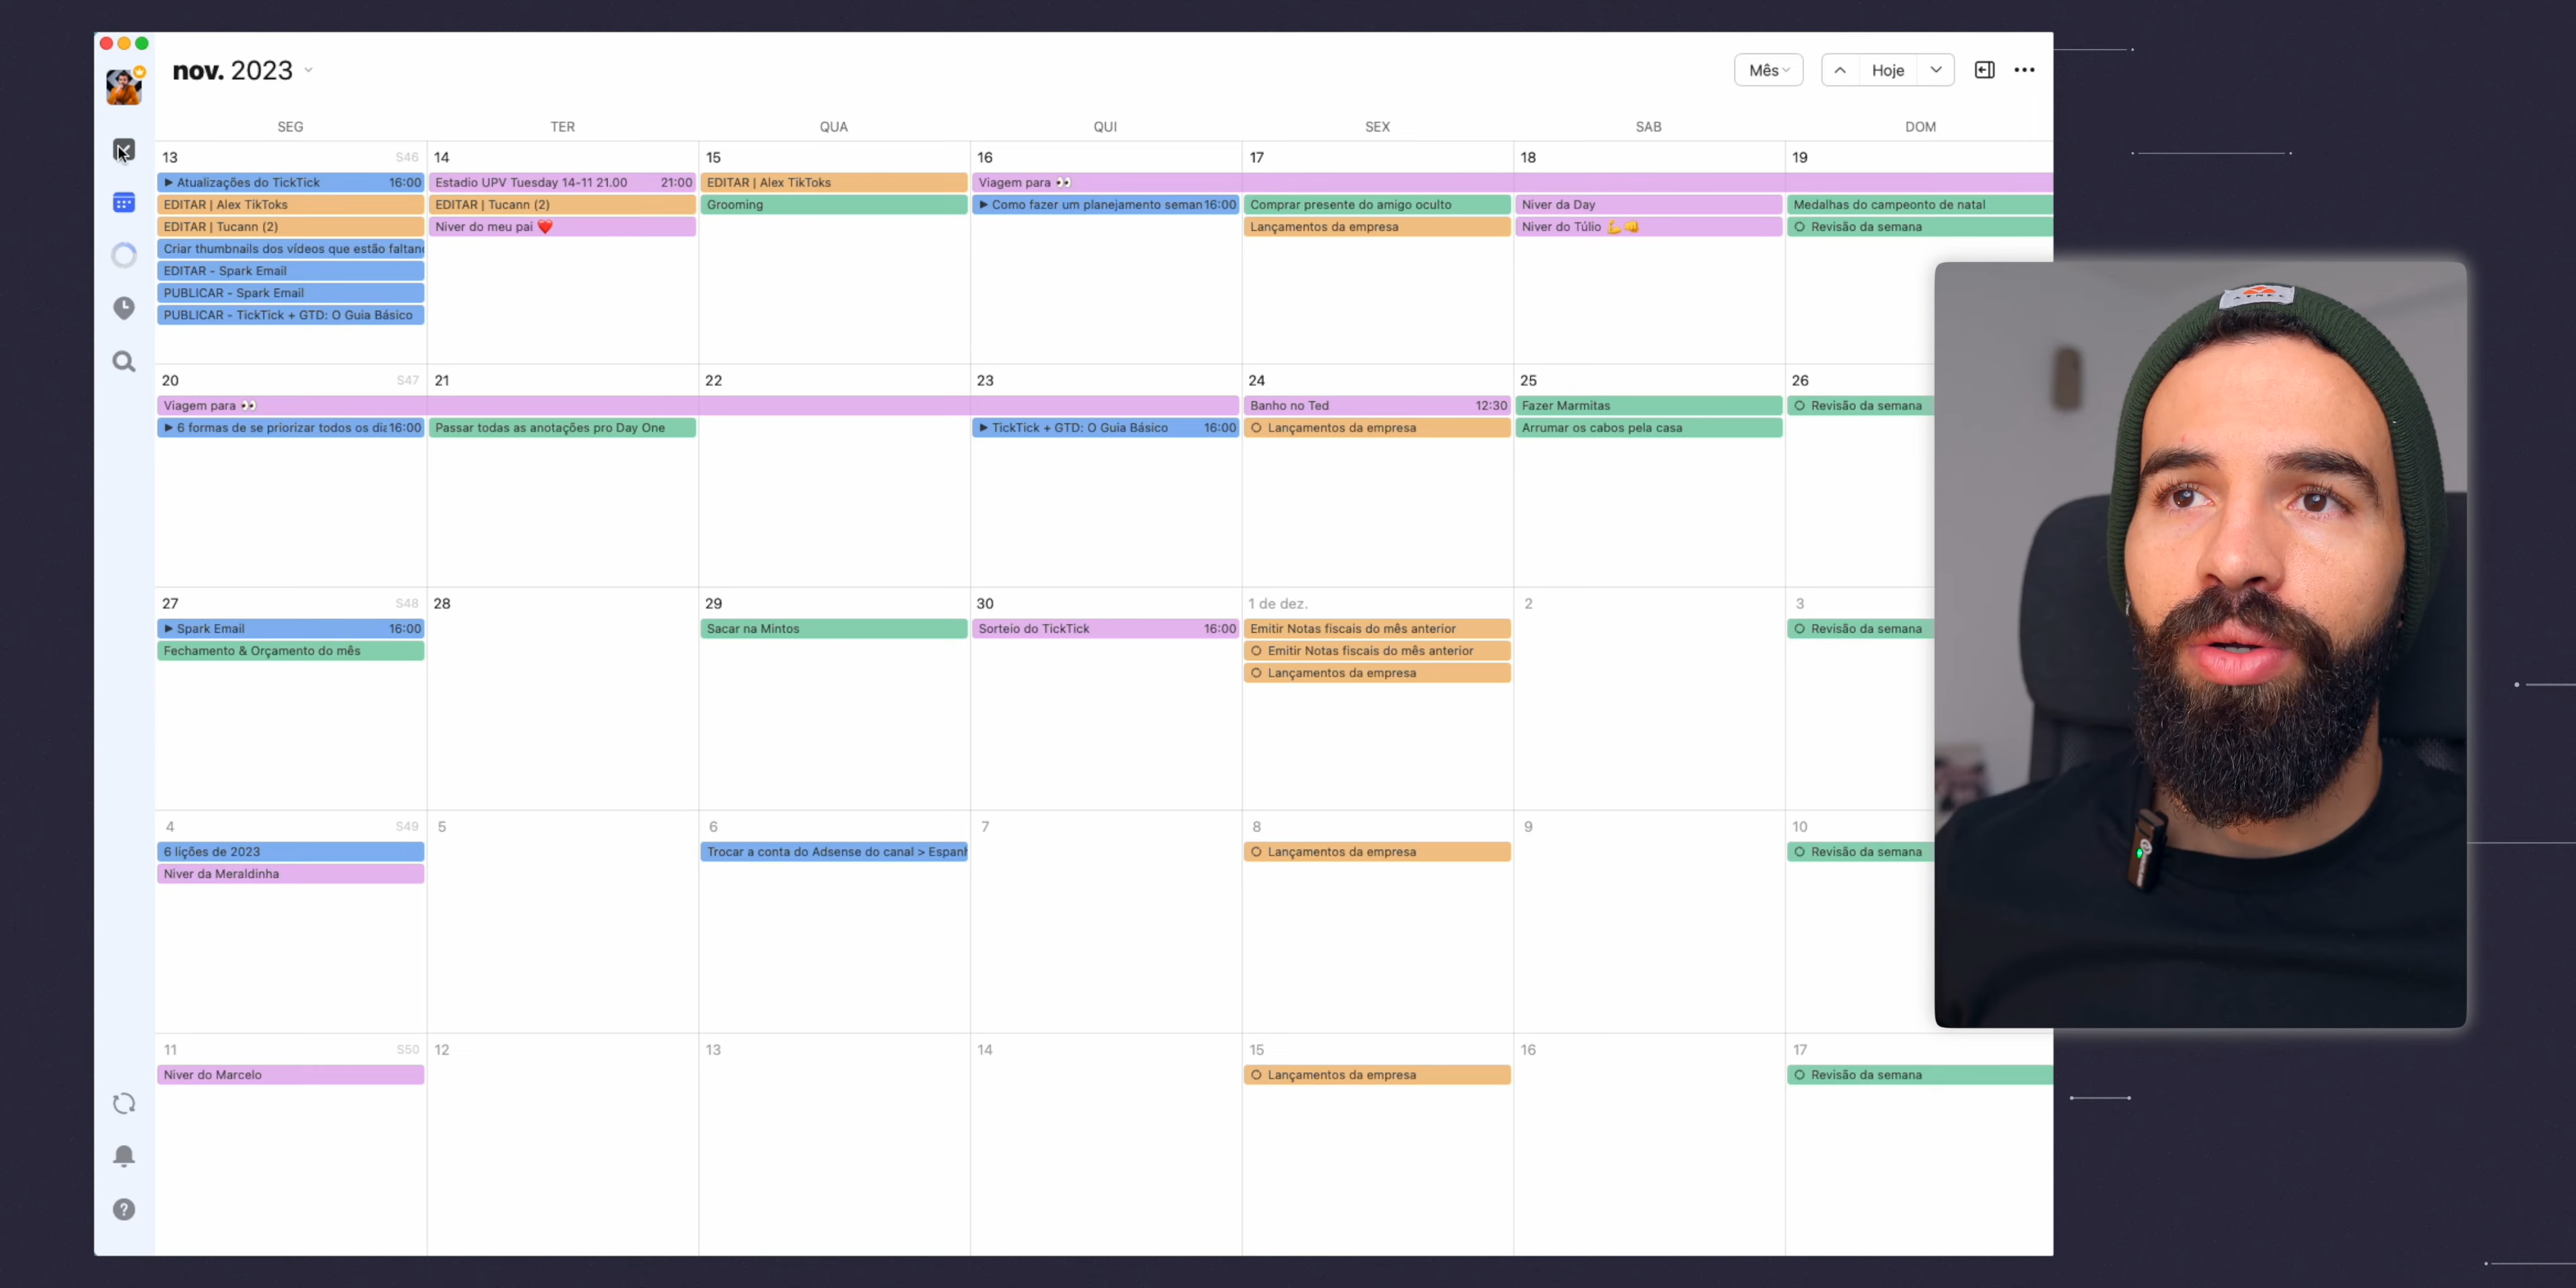 nov. 2023
Mês
Hoje
SEG TER QUA QUI SEX SAB DOM
13 S46 14 15 16 17 18 19
Atualizações do TickTick 16:00
EDITAR | Alex TikToks
EDITAR | Tucann (2)
Criar thumbnails dos vídeos que estão faltand
EDITAR - Spark Email
PUBLICAR - Spark Email
PUBLICAR - TickTick + GTD: O Guia Básico
Estadio UPV Tuesday 14-11 21.00 21:00
EDITAR | Tucann (2)
Niver do meu pai ❤️
EDITAR | Alex TikToks
Grooming
Viagem para 👀
Como fazer um planejamento seman 16:00
Comprar presente do amigo oculto
Lançamentos da empresa
Niver da Day
Niver do Túlio 💪👊
Medalhas do campeonto de natal
Revisão da semana
20 S47 21 22 23 24 25 26
Viagem para 👀
6 formas de se priorizar todos os dia 16:00
Passar todas as anotações pro Day One
TickTick + GTD: O Guia Básico 16:00
Banho no Ted 12:30
Lançamentos da empresa
Fazer Marmitas
Arrumar os cabos pela casa
Revisão da semana
27 S48 28 29 30 1 de dez. 2 3
Spark Email 16:00
Fechamento & Orçamento do mês
Sacar na Mintos
Sorteio do TickTick 16:00
Emitir Notas fiscais do mês anterior
Emitir Notas fiscais do mês anterior
Lançamentos da empresa
Revisão da semana
4 S49 5 6 7 8 9 10
6 lições de 2023
Niver da Meraldinha
Trocar a conta do Adsense do canal > Espanh
Lançamentos da empresa
Revisão da semana
11 S50 12 13 14 15 16 17
Niver do Marcelo
Lançamentos da empresa
Revisão da semana